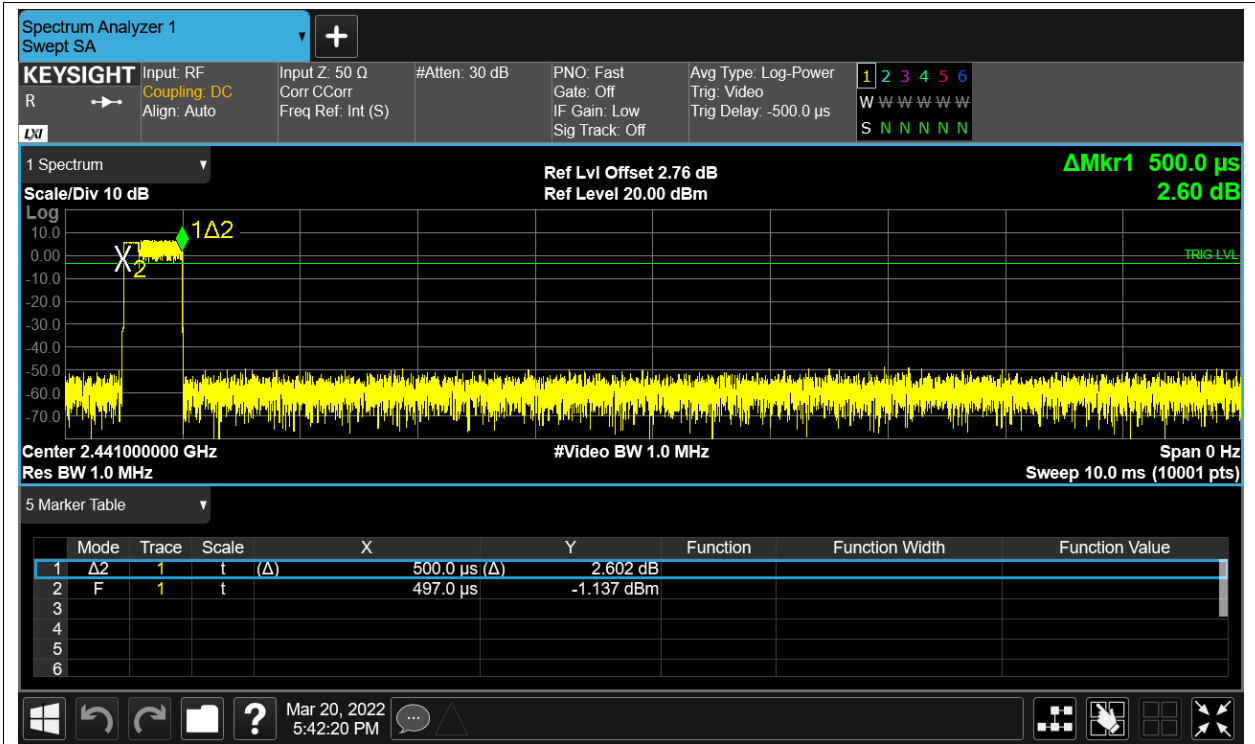 Spectrum Analyzer 1
Swept SA
+
KEYSIGHT Input: RF Input Z: 50 Ω #Atten: 30 dB PNO: Fast Avg Type: Log-Power 1 2 3 4 5 6
R Coupling: DC Corr CCorr Gate: Off Trig: Video W W W W W W
Align: Auto Freq Ref: Int (S) IF Gain: Low Trig Delay: -500.0 µs
LXI Sig Track: Off S N N N N N
1 Spectrum Ref Lvl Offset 2.76 dB ΔMkr1 500.0 µs
Scale/Div 10 dB Ref Level 20.00 dBm 2.60 dB
Log
10.0 1Δ2
0.00 X2 TRIG LVL
-10.0
-20.0
-30.0
-40.0
-50.0
-60.0
-70.0
Center 2.441000000 GHz #Video BW 1.0 MHz Span 0 Hz
Res BW 1.0 MHz Sweep 10.0 ms (10001 pts)
5 Marker Table
Mode Trace Scale X Y Function Function Width Function Value
1 Δ2 1 t (Δ) 500.0 µs (Δ) 2.602 dB
2 F 1 t 497.0 µs -1.137 dBm
3
4
5
6
? Mar 20, 2022
5:42:20 PM